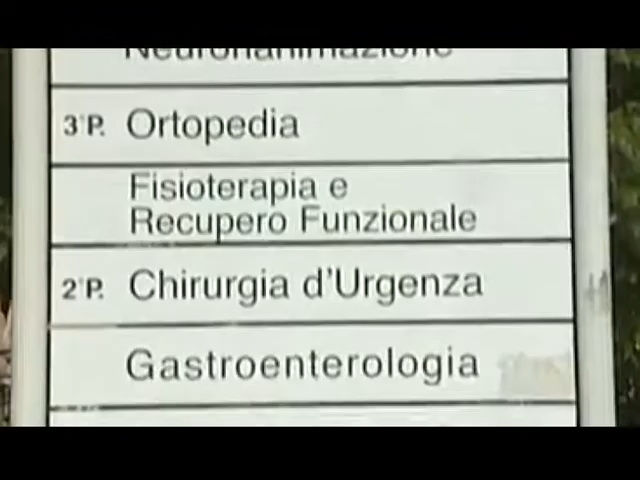 3°P. Ortopedia
Fisioterapia e
Recupero Funzionale
2°P. Chirurgia d'Urgenza
Gastroenterologia